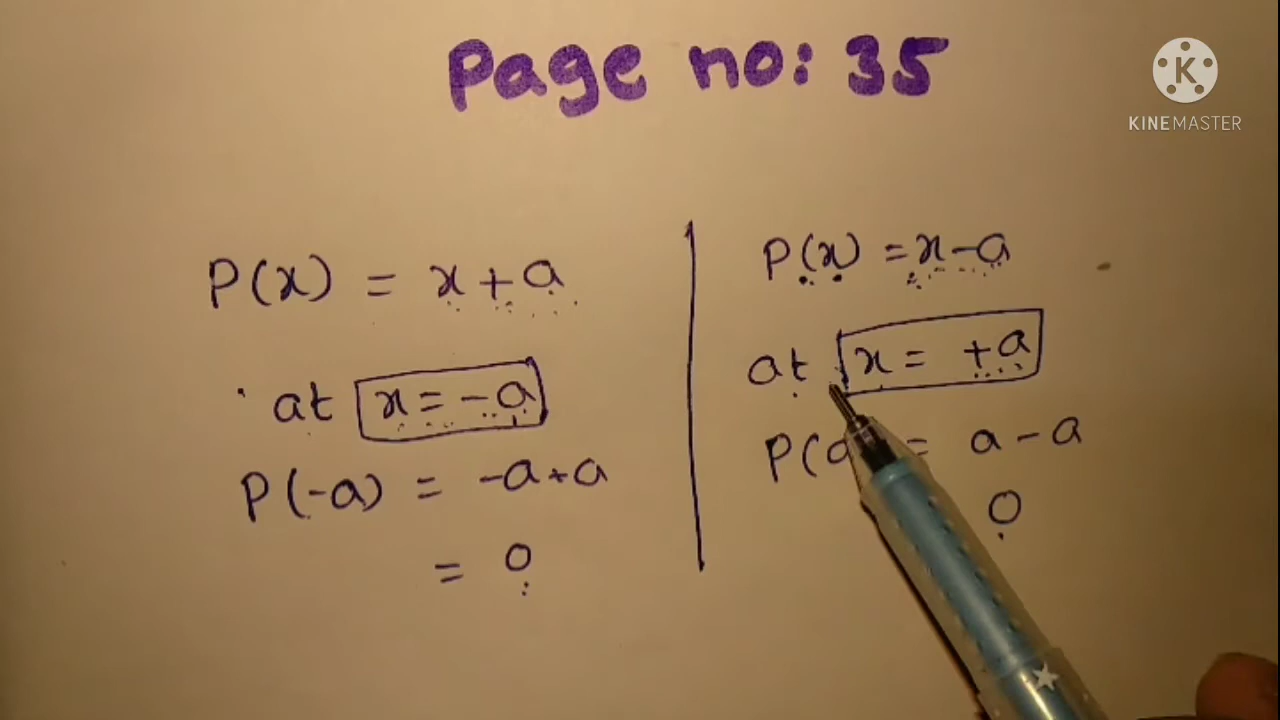 Page no: 35
KINEMASTER
P(x) = x+a
at x = -a
P(-a) = -a+a
= 0
P(x) = x-a
at x = +a
P(a = a-a
0